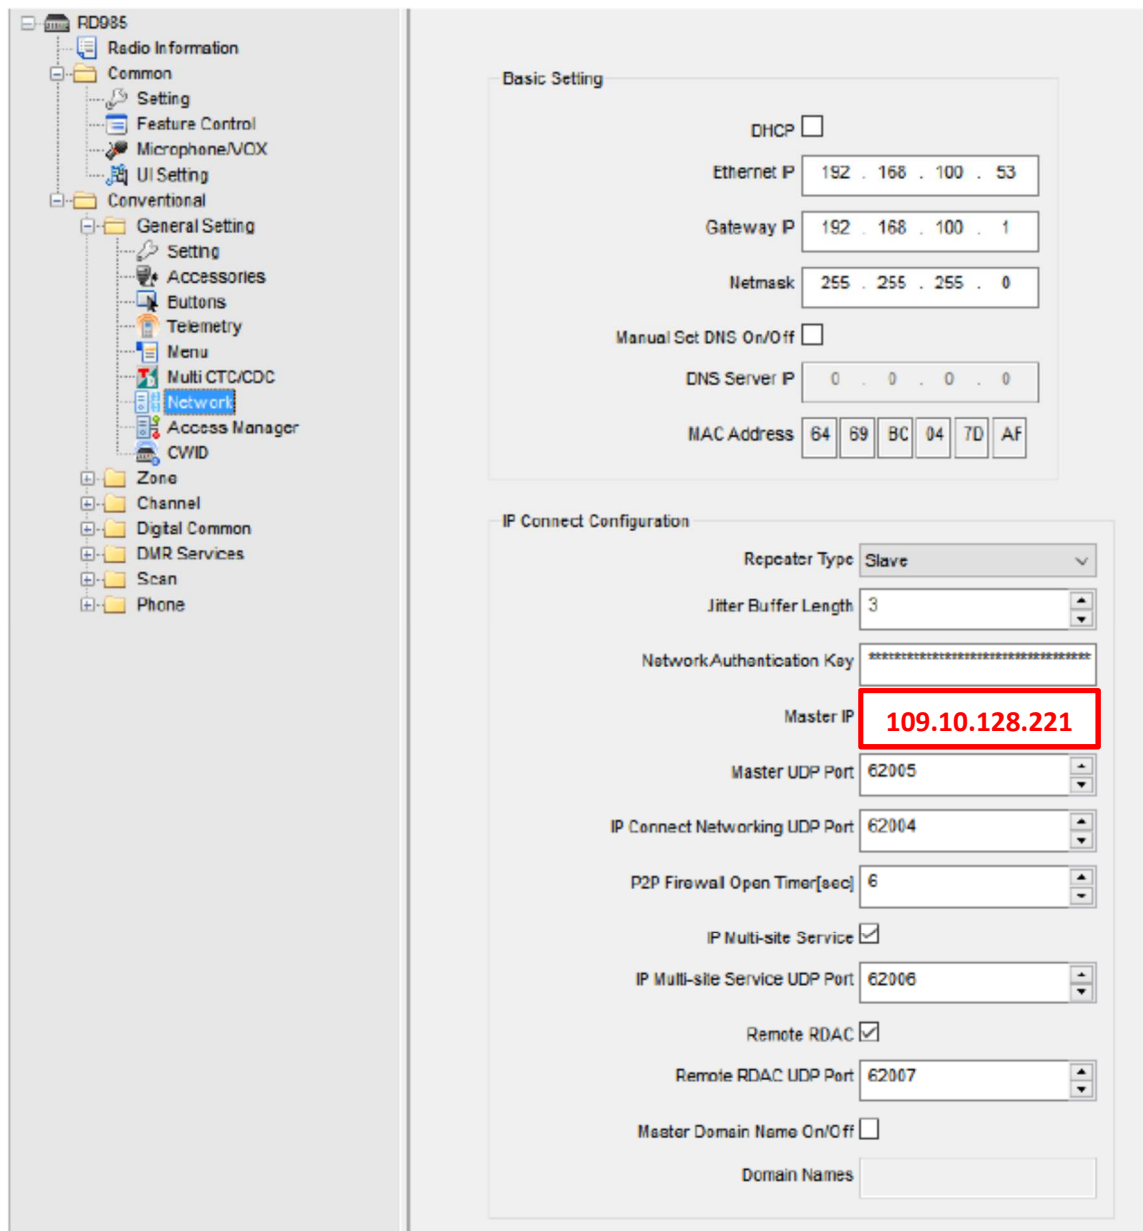 RD985
Radio Information
Common
Setting
Feature Control
Microphone/VOX
UI Setting
Conventional
General Setting
Setting
Accessories
Buttons
Telemetry
Menu
Multi CTC/CDC
Network
Access Manager
CWID
Zone
Channel
Digital Common
DMR Services
Scan
Phone
Basic Setting
DHCP
Ethernet IP 192 . 168 . 100 . 53
Gateway IP 192 . 168 . 100 . 1
Netmask 255 . 255 . 255 . 0
Manual Set DNS On/Off
DNS Server IP 0 . 0 . 0 . 0
MAC Address 64 69 BC 04 7D AF
IP Connect Configuration
Repeater Type Slave
Jitter Buffer Length 3
Network Authentication Key
Master IP 109.10.128.221
Master UDP Port 62005
IP Connect Networking UDP Port 62004
P2P Firewall Open Timer[sec] 6
IP Multi-site Service
IP Multi-site Service UDP Port 62006
Remote RDAC
Remote RDAC UDP Port 62007
Master Domain Name On/Off
Domain Names